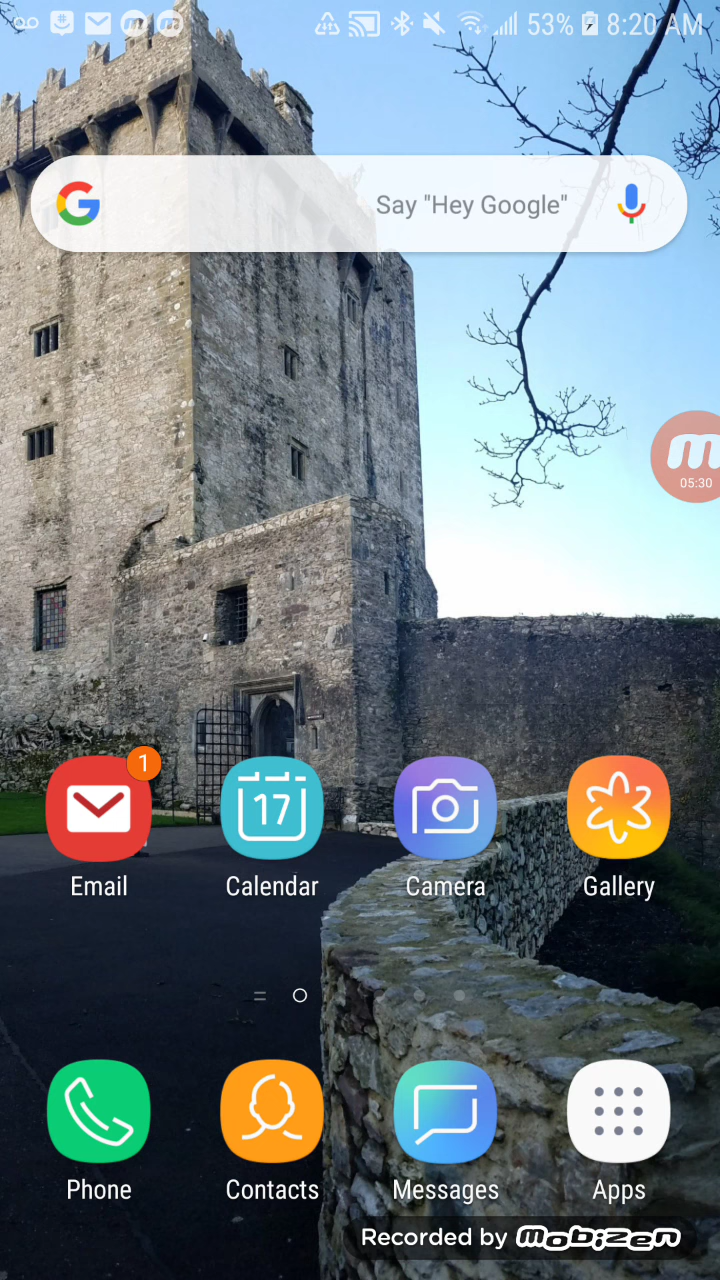 53% 8:20 AM
G Say "Hey Google"
m
05:30
1
17
Email Calendar Camera Gallery
Phone Contacts Messages Apps
Recorded by mobizen